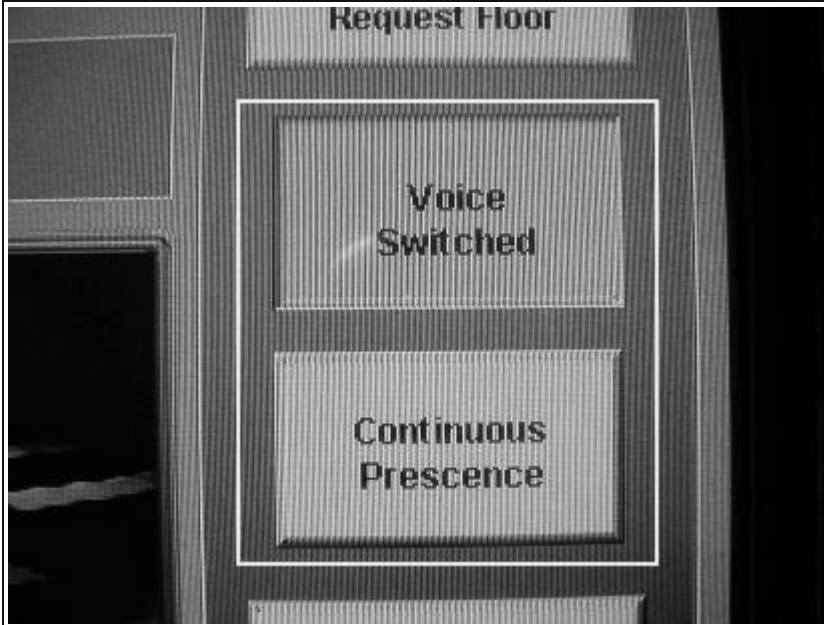 Request Floor
Voice
Switched
Continuous
Prescence